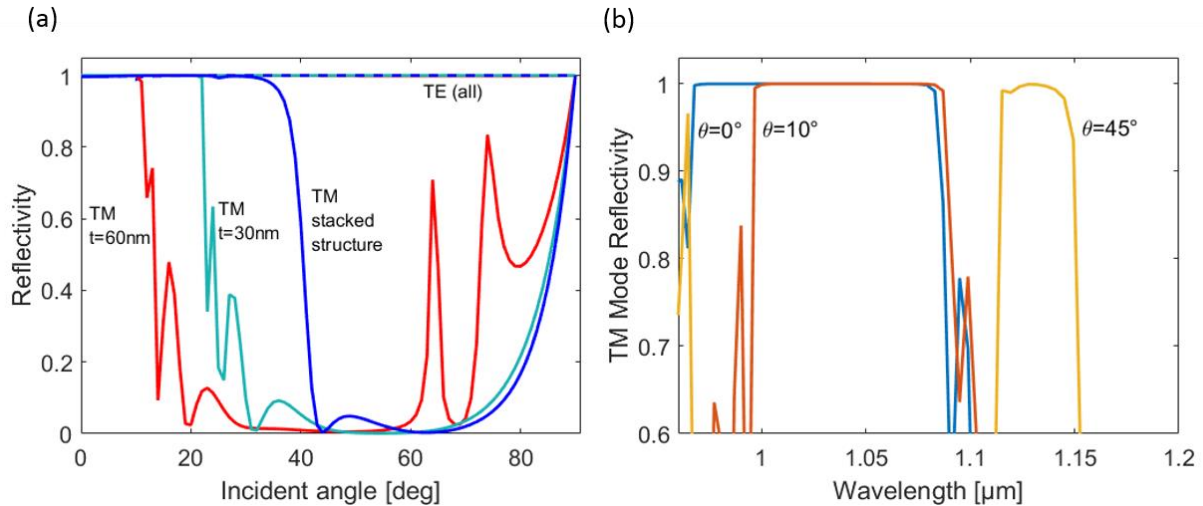 (a)
1
0.8
0.6
0.4
0.2
0
0
20
40
60
80
Reflectivity
Incident angle [deg]
TE (all)
TM
t=60nm
TM
t=30nm
TM
stacked
structure
(b)
1
0.9
0.8
0.7
0.6
1
1.05
1.1
1.15
1.2
TM Mode Reflectivity
Wavelength [µm]
θ=0°
θ=10°
θ=45°